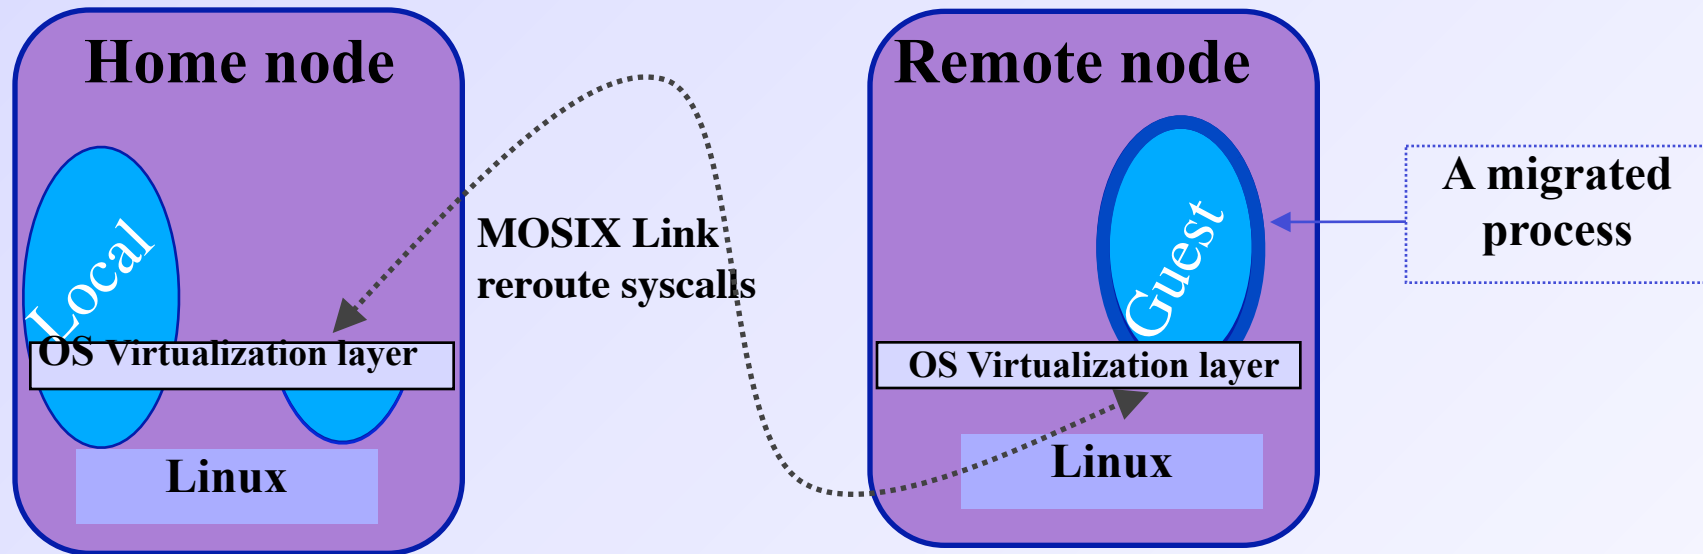 Home node
Remote node
A migrated
process
MOSIX Link
reroute syscalls
Local
Guest
OS Virtualization layer
OS Virtualization layer
Linux
Linux